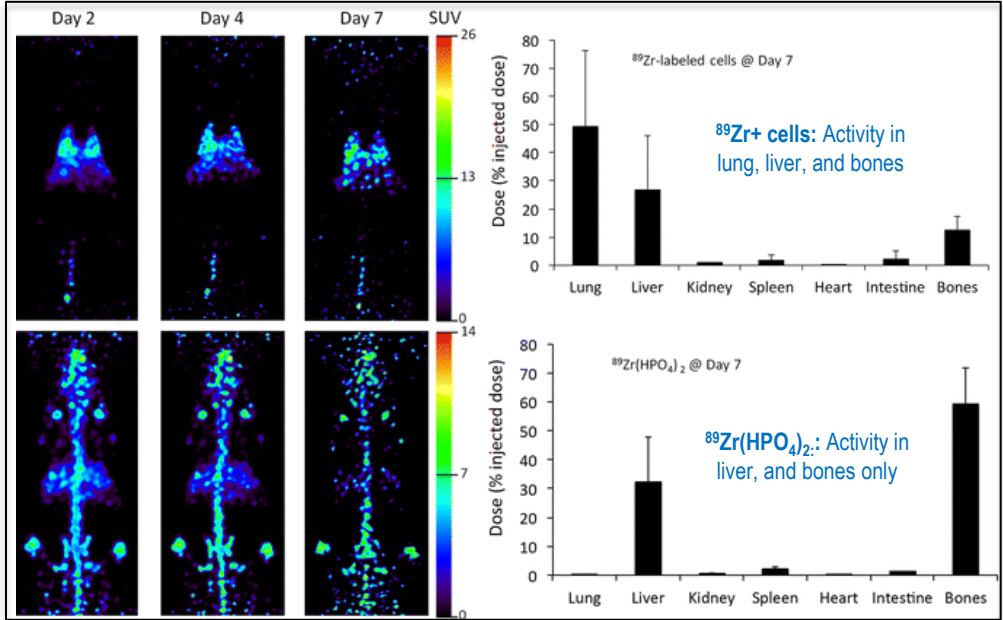 Day 2 Day 4 Day 7 SUV
26
13
0
14
7
0
Dose (% injected dose)
80
70
60
50
40
30
20
10
0
⁸⁹Zr-labeled cells @ Day 7
⁸⁹Zr+ cells: Activity in
lung, liver, and bones
Lung Liver Kidney Spleen Heart Intestine Bones
Dose (% injected dose)
80
70
60
50
40
30
20
10
0
⁸⁹Zr(HPO₄)₂ @ Day 7
⁸⁹Zr(HPO₄)₂:: Activity in
liver, and bones only
Lung Liver Kidney Spleen Heart Intestine Bones